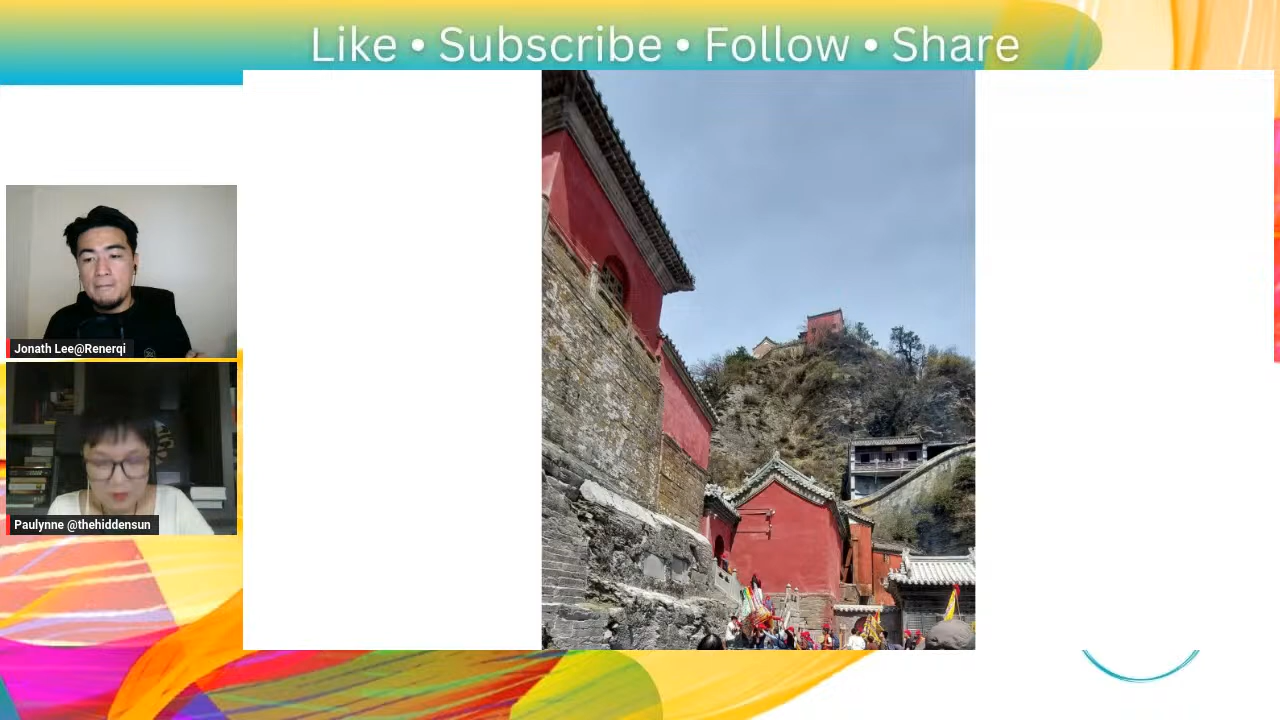 Like • Subscribe • Follow • Share
Jonath Lee@Renerqi
Paulynne @thehiddensun